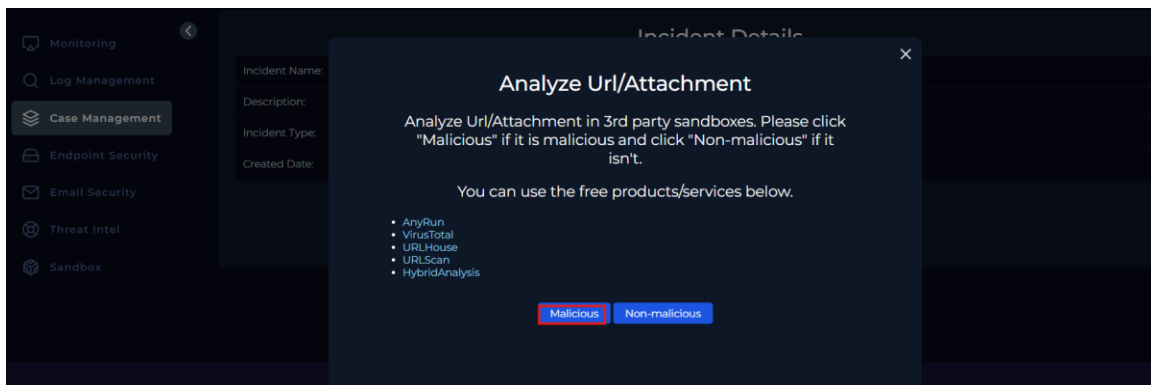 Incident Details
Monitoring
Log Management
Case Management
Endpoint Security
Email Security
Threat Intel
Sandbox
Incident Name:
Description:
Incident Type:
Created Date:
Analyze Url/Attachment
Analyze Url/Attachment in 3rd party sandboxes. Please click
"Malicious" if it is malicious and click "Non-malicious" if it
isn't.
You can use the free products/services below.
• AnyRun
• VirusTotal
• URLHouse
• URLScan
• HybridAnalysis
Malicious Non-malicious